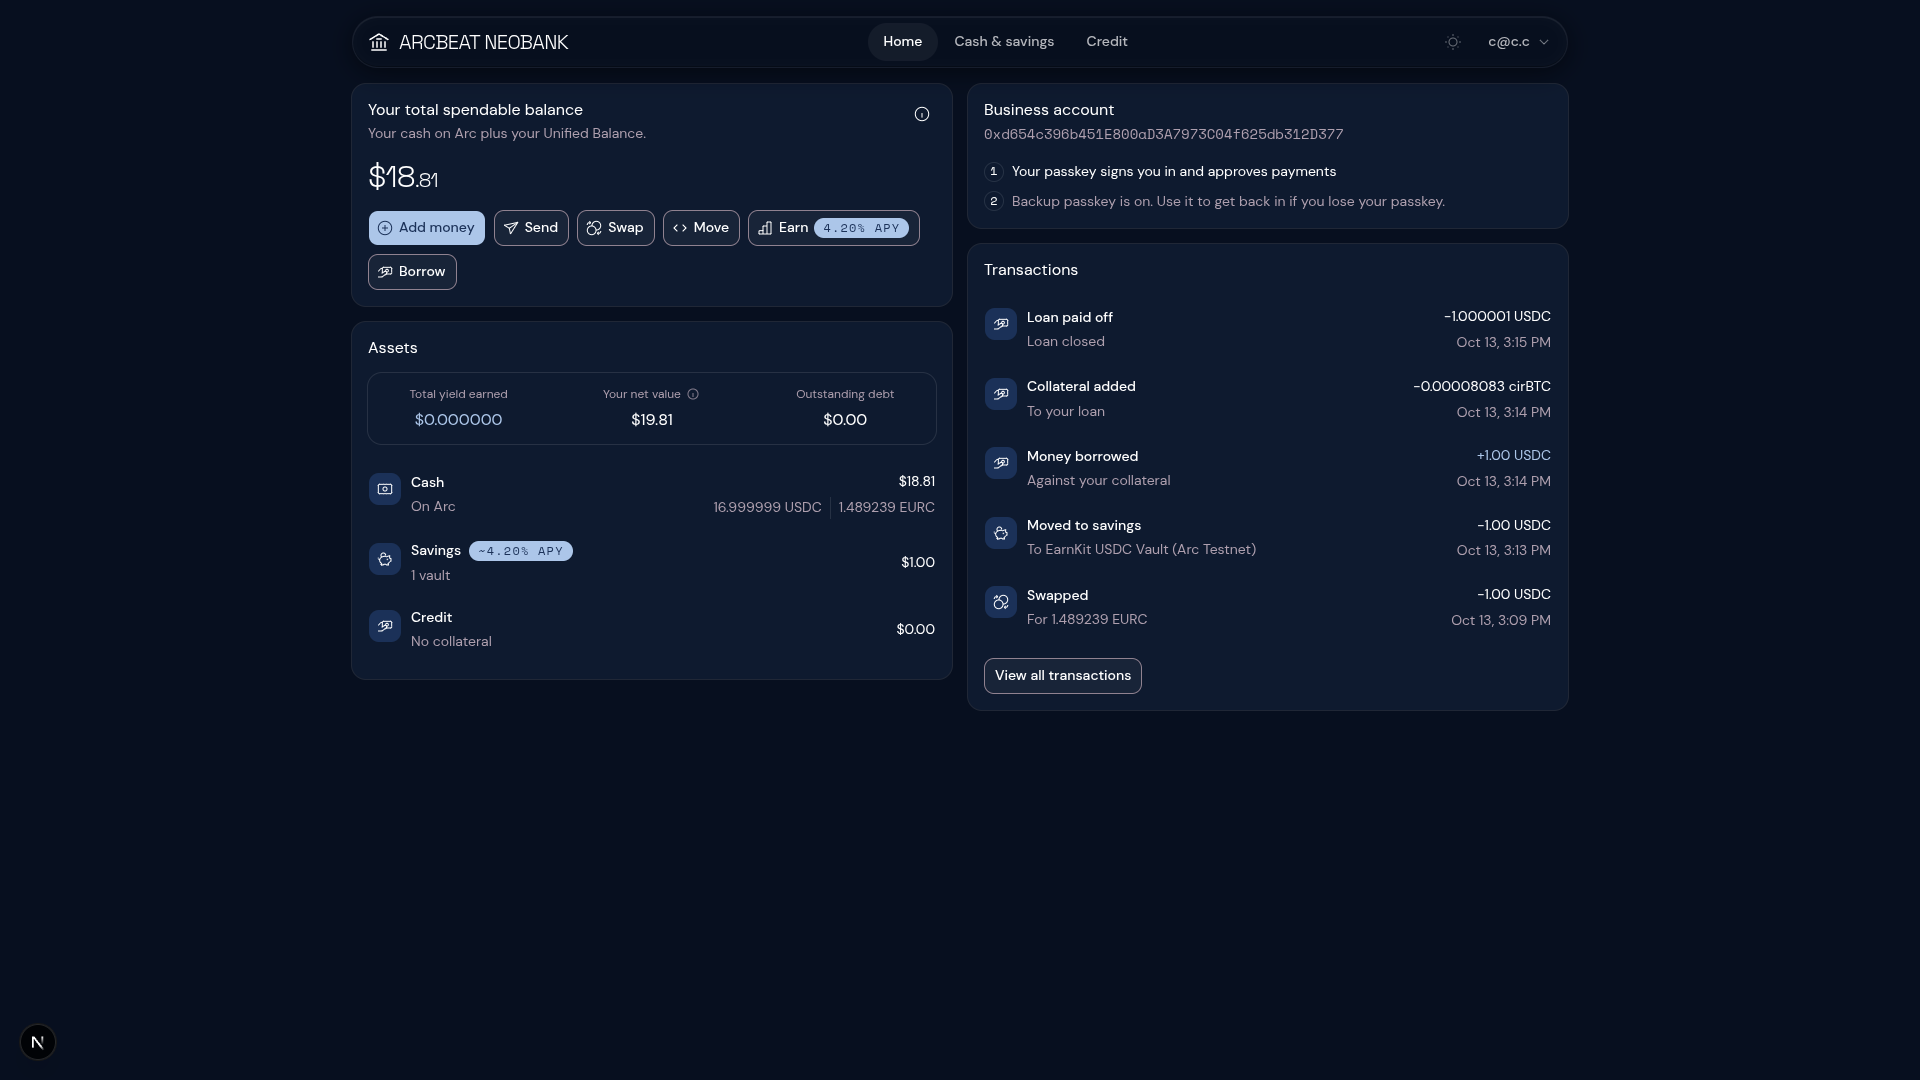 ARCBEAT NEOBANK
Home
Cash & savings
Credit
c@c.c
Your total spendable balance
Your cash on Arc plus your Unified Balance.
$18.81
Add money
Send
Swap
Move
Earn 4.20% APY
Borrow
Assets
Total yield earned
Your net value
Outstanding debt
$0.000000
$19.81
$0.00
Cash
$18.81
On Arc
16.999999 USDC
1.489239 EURC
Savings ~4.20% APY
1 vault
$1.00
Credit
No collateral
$0.00
Business account
0xd654c396b451E800aD3A7973C04f625db312D377
1 Your passkey signs you in and approves payments
2 Backup passkey is on. Use it to get back in if you lose your passkey.
Transactions
Loan paid off
-1.000001 USDC
Loan closed
Oct 13, 3:15 PM
Collateral added
-0.00008083 cirBTC
To your loan
Oct 13, 3:14 PM
Money borrowed
+1.00 USDC
Against your collateral
Oct 13, 3:14 PM
Moved to savings
-1.00 USDC
To EarnKit USDC Vault (Arc Testnet)
Oct 13, 3:13 PM
Swapped
-1.00 USDC
For 1.489239 EURC
Oct 13, 3:09 PM
View all transactions
N